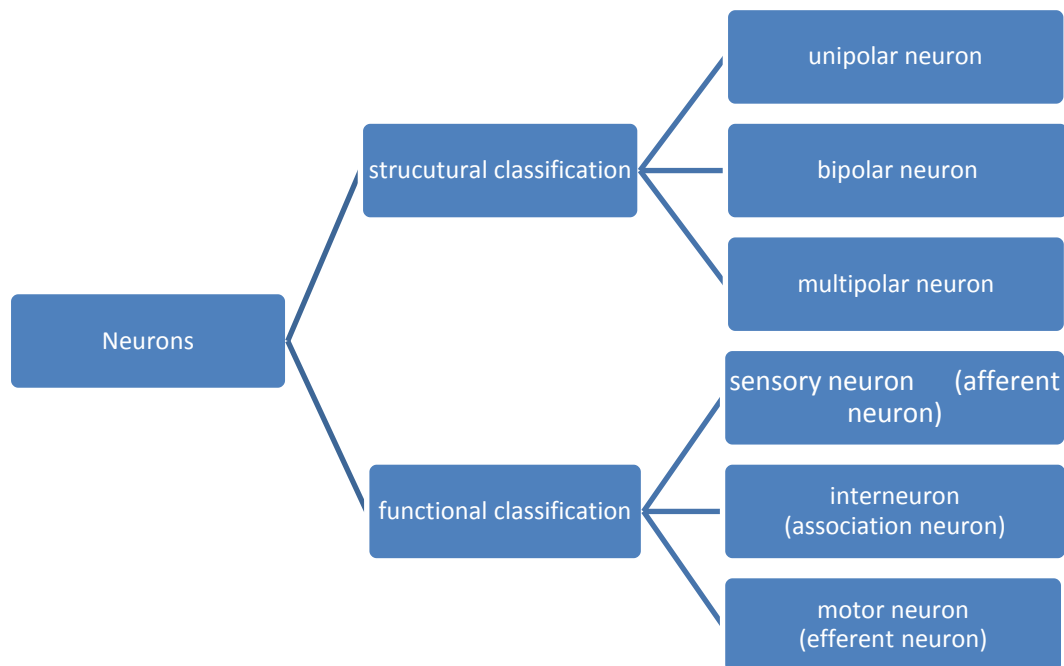 Neurons
strucutural classification
unipolar neuron
bipolar neuron
multipolar neuron
functional classification
sensory neuron (afferent
neuron)
interneuron
(association neuron)
motor neuron
(efferent neuron)